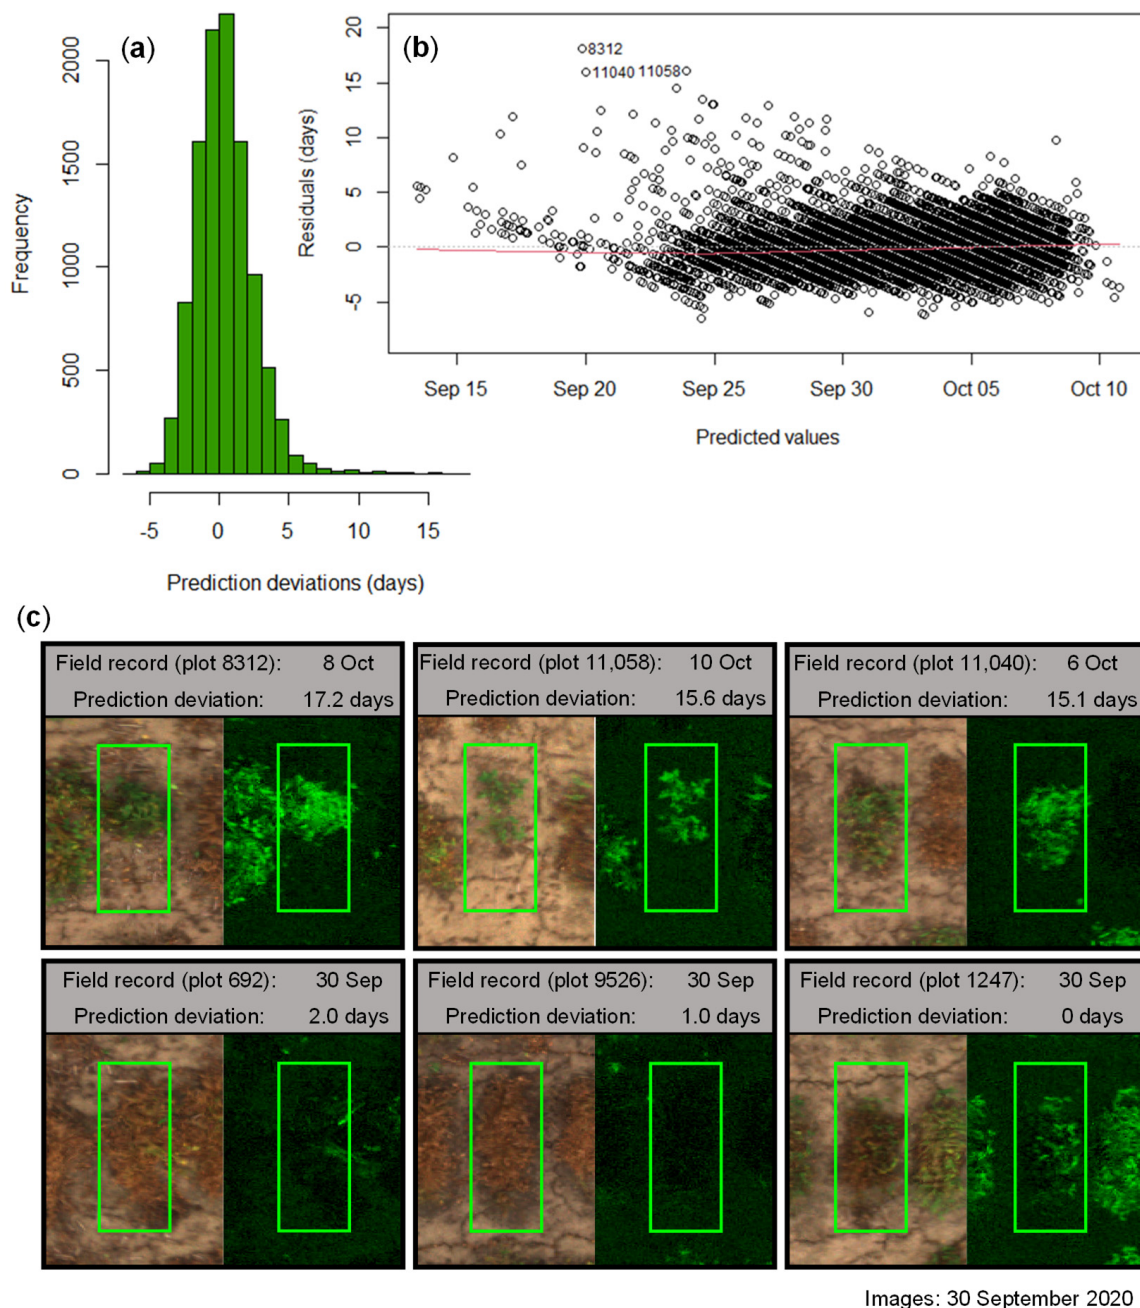 (a)
Frequency
0
500
1000
1500
2000
-5
0
5
10
15
Prediction deviations (days)
(b)
Residuals (days)
20
15
10
5
0
-5
8312
11040
11058
Sep 15
Sep 20
Sep 25
Sep 30
Oct 05
Oct 10
Predicted values
(c)
Field record (plot 8312): 8 Oct
Prediction deviation: 17.2 days
Field record (plot 11,058): 10 Oct
Prediction deviation: 15.6 days
Field record (plot 11,040): 6 Oct
Prediction deviation: 15.1 days
Field record (plot 692): 30 Sep
Prediction deviation: 2.0 days
Field record (plot 9526): 30 Sep
Prediction deviation: 1.0 days
Field record (plot 1247): 30 Sep
Prediction deviation: 0 days
Images: 30 September 2020